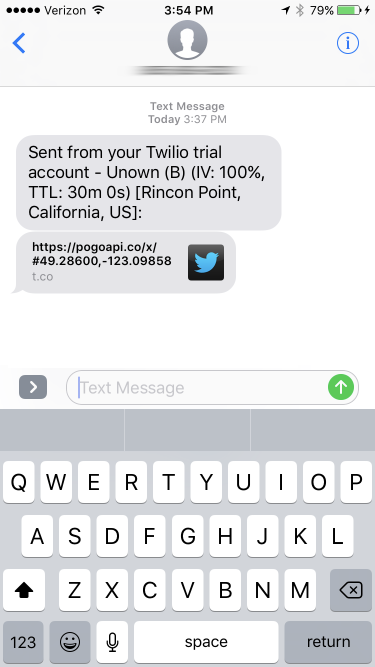 Verizon 3:54 PM 79%
Text Message
Today 3:37 PM
Sent from your Twilio trial
account - Unown (B) (IV: 100%,
TTL: 30m 0s) [Rincon Point,
California, US]:
https://pogoapi.co/x/
#49.28600,-123.09858
t.co
Text Message
Q W E R T Y U I O P
A S D F G H J K L
Z X C V B N M
123 space return